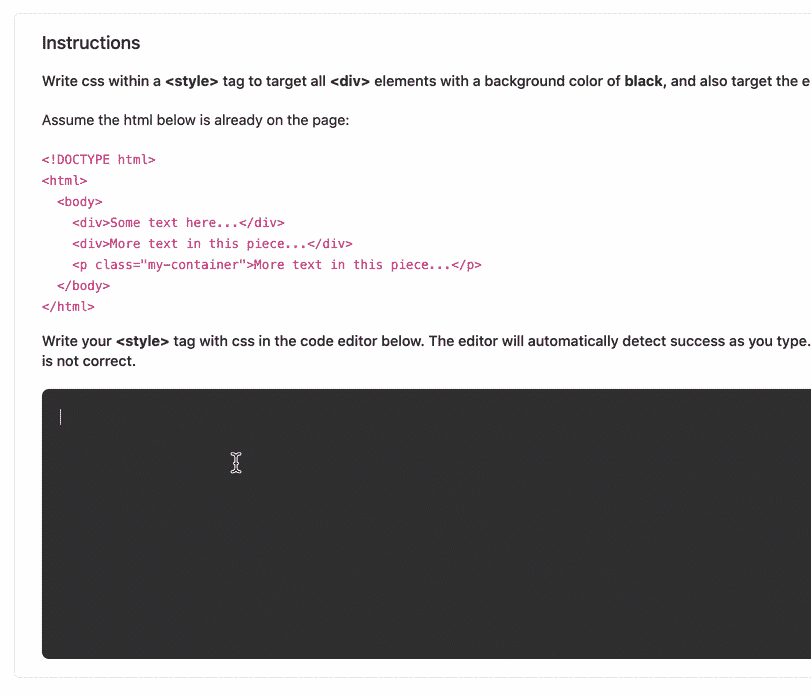 Instructions
Write css within a <style> tag to target all <div> elements with a background color of black, and also target the e
Assume the html below is already on the page:
<!DOCTYPE html>
<html>
<body>
<div>Some text here...</div>
<div>More text in this piece...</div>
<p class="my-container">More text in this piece...</p>
</body>
</html>
Write your <style> tag with css in the code editor below. The editor will automatically detect success as you type.
is not correct.